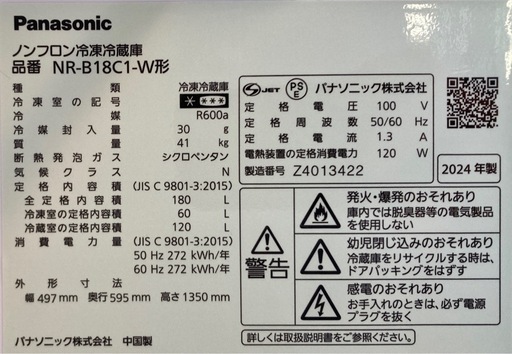 Panasonic
ノンフロン冷凍冷蔵庫
品番 NR-B18C1-W形
種類 冷凍冷蔵庫
冷凍室の記号 * ***
冷媒 R600a
冷媒封入量 30 g
質量 41 kg
断熱発泡ガス シクロペンタン
気候クラス N
定格内容積 (JIS C 9801-3:2015)
全定格内容積 180 L
冷凍室の定格内容積 60 L
冷蔵室の定格内容積 120 L
消費電力量 (JIS C 9801-3:2015)
50 Hz 272 kWh/年
60 Hz 272 kWh/年
外形寸法
幅 497 mm 奥行 595 mm 高さ 1350 mm
パナソニック株式会社 中国製
JET PSE パナソニック株式会社
定格電圧 100 V
定格周波数 50/60 Hz
定格電流 1.3 A
電熱装置の定格消費電力 120 W
製造番号 Z4013422
2024 年製
警告
発火・爆発のおそれあり
庫内では脱臭器等の電気製品
を使用しない
幼児閉じ込めのおそれあり
冷蔵庫をリサイクルする時は、
ドアパッキングをはずす
感電のおそれあり
お手入れのときは、必ず電源
プラグを抜く
詳しくは取扱説明書をご参照ください。